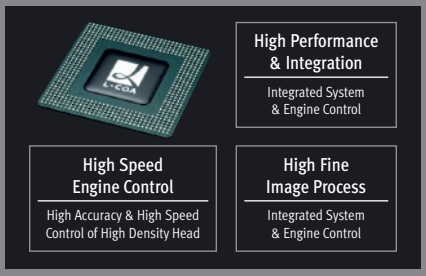 L-COA
High Performance
& Integration
Integrated System
& Engine Control
High Speed
Engine Control
High Accuracy & High Speed
Control of High Density Head
High Fine
Image Process
Integrated System
& Engine Control